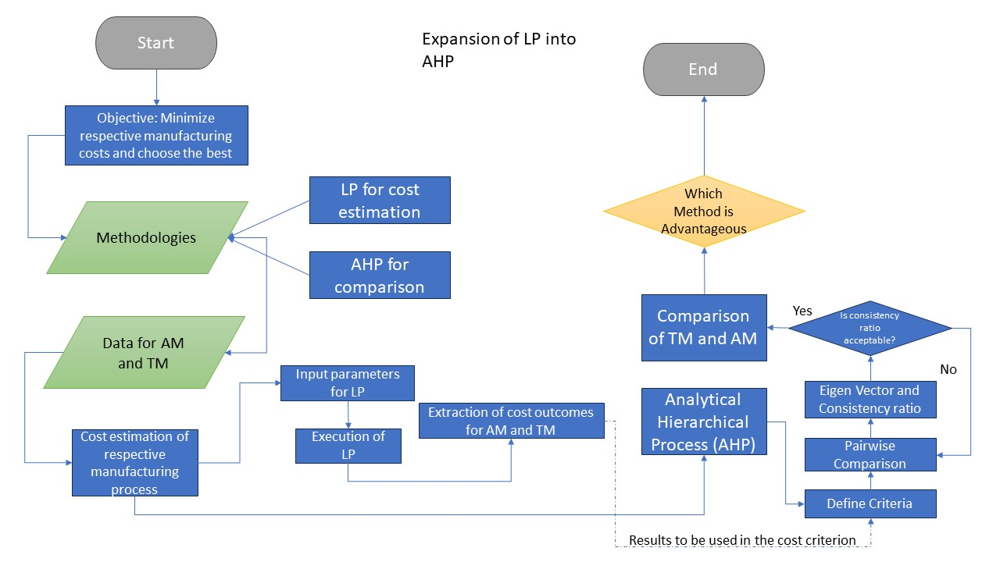 Start
Expansion of LP into
AHP
End
Objective: Minimize
respective manufacturing
costs and choose the best
LP for cost
estimation
Which
Method is
Advantageous
Methodologies
AHP for
comparison
Comparison
of TM and AM
Yes
Is consistency
ratio
acceptable?
No
Data for AM
and TM
Input parameters
for LP
Extraction of cost outcomes
for AM and TM
Analytical
Hierarchical
Process (AHP)
Eigen Vector and
Consistency ratio
Cost estimation of
respective
manufacturing
process
Execution of
LP
Pairwise
Comparison
Define Criteria
Results to be used in the cost criterion